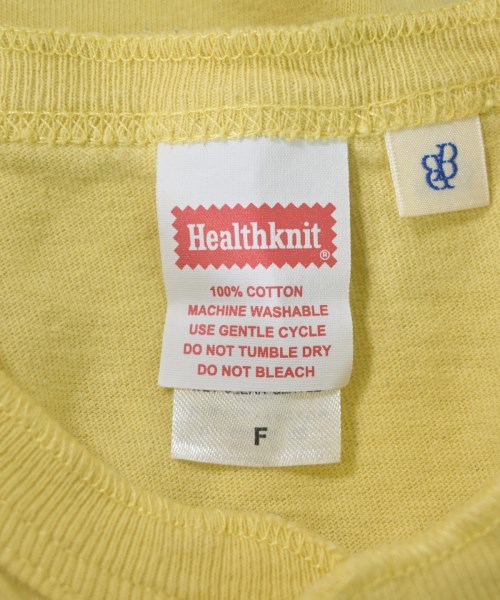 Healthknit®
100% COTTON
MACHINE WASHABLE
USE GENTLE CYCLE
DO NOT TUMBLE DRY
DO NOT BLEACH
F